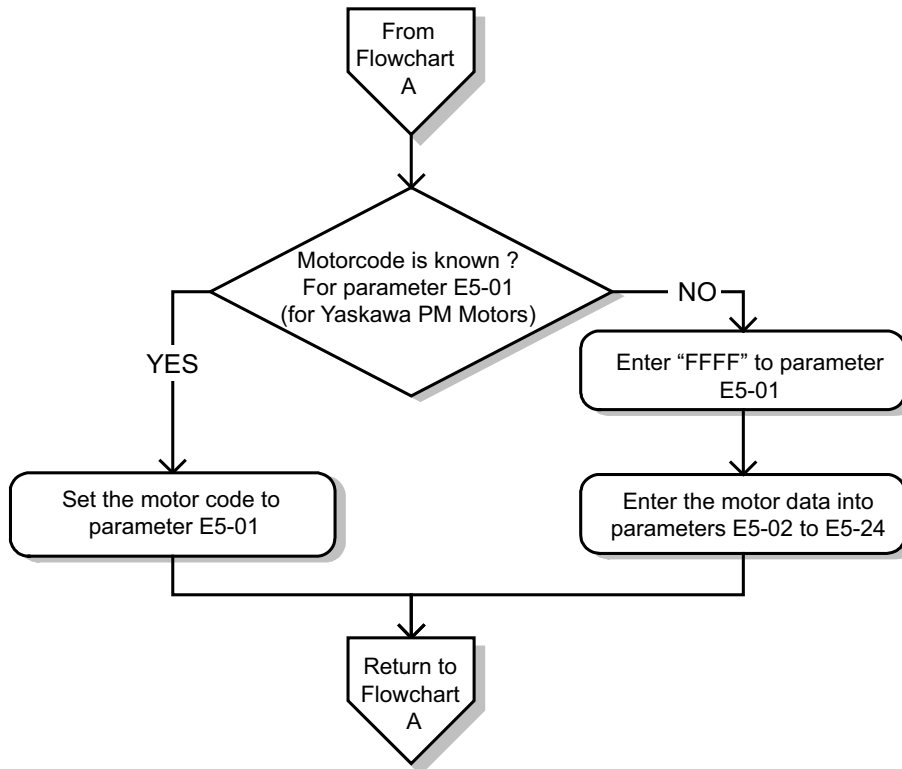 From
Flowchart
A
Motorcode is known ?
For parameter E5-01
(for Yaskawa PM Motors)
NO
YES
Enter “FFFF” to parameter
E5-01
Set the motor code to
parameter E5-01
Enter the motor data into
parameters E5-02 to E5-24
Return to
Flowchart
A